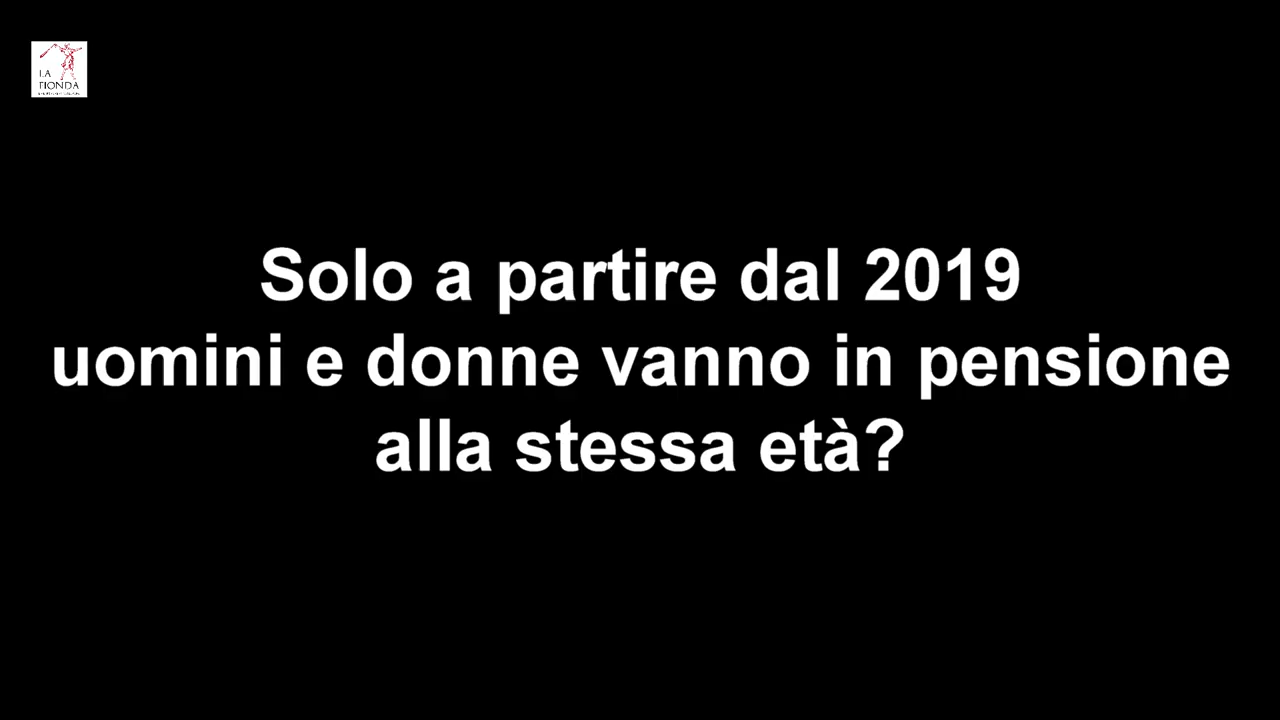 LA
FIONDA
Solo a partire dal 2019
uomini e donne vanno in pensione
alla stessa età?